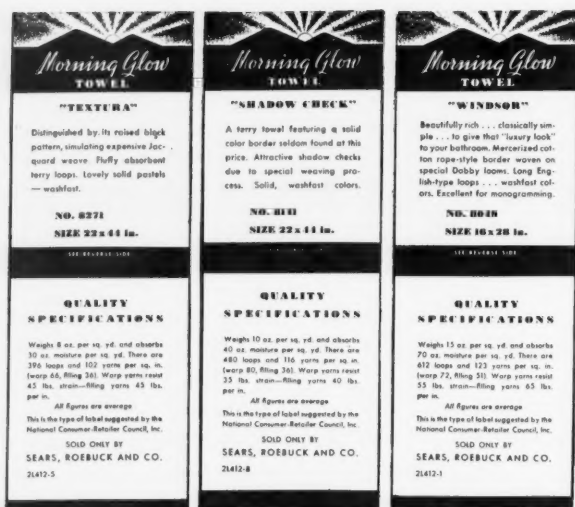 Morning Glow
TOWEL
"TEXTURA"
Distinguished by its raised block
pattern, simulating expensive Jac-
quard weave. Fluffy absorbent
terry loops. Lovely solid pastels
— washfast.
NO. 8271
SIZE 22 x 44 in.
SEE REVERSE SIDE
QUALITY
SPECIFICATIONS
Weighs 8 oz. per sq. yd. and absorbs
30 oz. moisture per sq. yd. There are
396 loops and 102 yarns per sq. in.
(warp 66, filling 36). Warp yarns resist
45 lbs. strain—filling yarns 45 lbs.
per in.
All figures are average
This is the type of label suggested by the
National Consumer-Retailer Council, Inc.
SOLD ONLY BY
SEARS, ROEBUCK AND CO.
2L412-5
Morning Glow
TOWEL
"SHADOW CHECK"
A terry towel featuring a solid
color border seldom found at this
price. Attractive shadow checks
due to special weaving pro-
cess. Solid, washfast colors.
NO.
SIZE 22 x 44 in.
QUALITY
SPECIFICATIONS
Weighs 10 oz. per sq. yd. and absorbs
40 oz. moisture per sq. yd. There are
480 loops and 116 yarns per sq. in.
(warp 80, filling 36). Warp yarns resist
35 lbs. strain—filling yarns 40 lbs.
per in.
All figures are average
This is the type of label suggested by the
National Consumer-Retailer Council, Inc.
SOLD ONLY BY
SEARS, ROEBUCK AND CO.
2L412-8
Morning Glow
TOWEL
"WINDSOR"
Beautifully rich . . . classically sim-
ple . . . to give that "luxury look"
to your bathroom. Mercerized cot-
ton rope-style border woven on
special Dobby looms. Long Eng-
lish-type loops . . . washfast col-
ors. Excellent for monogramming.
NO.
SIZE 16 x 28 in.
SEE REVERSE SIDE
QUALITY
SPECIFICATIONS
Weighs 15 oz. per sq. yd. and absorbs
70 oz. moisture per sq. yd. There are
612 loops and 123 yarns per sq. in.
(warp 72, filling 51). Warp yarns resist
55 lbs. strain—filling yarns 65 lbs.
per in.
All figures are average
This is the type of label suggested by the
National Consumer-Retailer Council, Inc.
SOLD ONLY BY
SEARS, ROEBUCK AND CO.
2L412-1